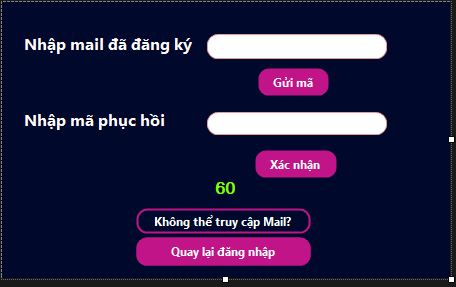 Nhập mail đã đăng ký
Gửi mã
Nhập mã phục hồi
Xác nhận
60
Không thể truy cập Mail?
Quay lại đăng nhập